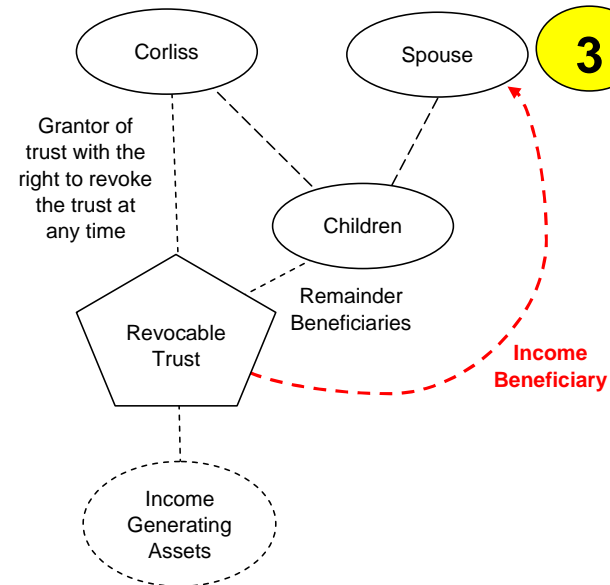 Corliss
Spouse
3
Grantor of
trust with the
right to revoke
the trust at
any time
Children
Remainder
Beneficiaries
Revocable
Trust
Income
Beneficiary
Income
Generating
Assets